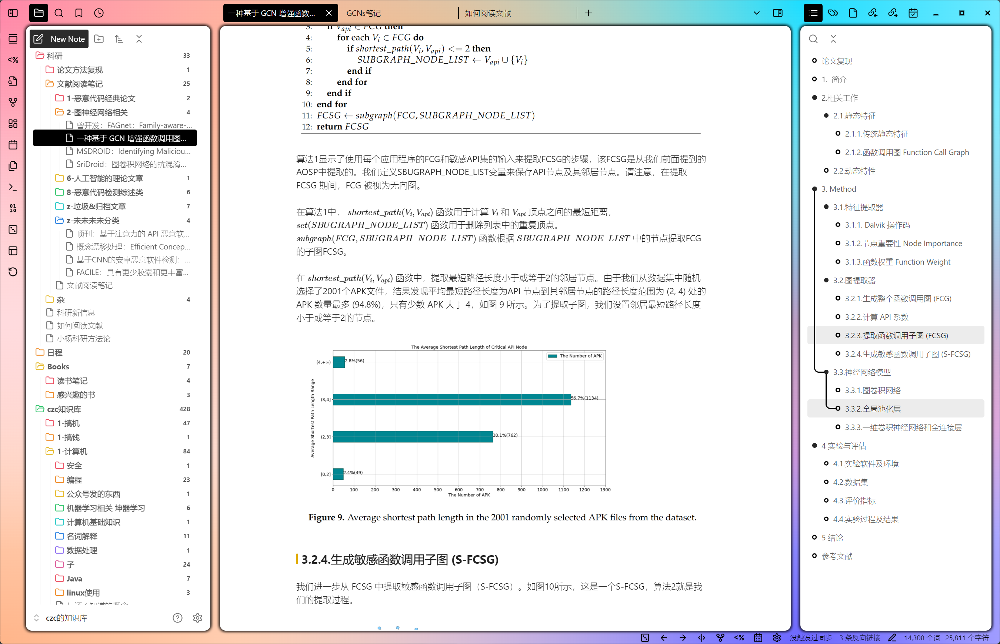 一种基于 GCN 增强函数...
GCNs笔记
如何阅读文献
New Note
科研 33
论文方法复现 1
文献阅读笔记 25
1-恶意代码经典论文 2
2-图神经网络相关 4
曾开发：FAGnet：Family-aware-...
一种基于 GCN 增强函数调用图...
MSDROID：Identifying Maliciou...
SriDroid：图卷积网络的抗混淆...
6-人工智能的理论文章 1
8-恶意代码检测综述类 6
z-垃圾&归档文章 7
z-未未未未分类 4
顶刊：基于注意力的 API 恶意软...
概念漂移处理：Efficient Concep...
基于CNN的安卓恶意软件检测：...
FACILE：具有更少胶囊和更丰富...
文献阅读笔记
杂 4
科研新信息
如何阅读文献
小杨科研方法论
日程 20
Books 7
读书笔记 4
感兴趣的书 3
czc知识库 428
1-搞机 47
1-搞钱 1
1-计算机 84
安全 1
编程 23
公众号发的东西 1
机器学习相关 坤器学习 6
计算机基础知识 1
名词解释 11
数据处理 1
子 24
Java 7
linux使用 3
czc的知识库
3: if V_api ∈ FCG then
4: for each V_i ∈ FCG do
5: if shortest_path(V_i, V_api) <= 2 then
6: SUBGRAPH_NODE_LIST ← V_api ∪ {V_i}
7: end if
8: end for
9: end if
10: end for
11: FCSG ← subgraph(FCG, SUBGRAPH_NODE_LIST)
12: return FCSG
算法1显示了使用每个应用程序的FCG和敏感API集的输入来提取FCSG的步骤，该FCSG是从我们前面提到的
AOSP中提取的。我们定义SBUGRAPH_NODE_LIST变量来保存API节点及其邻居节点。请注意，在提取
FCSG 期间，FCG 被视为无向图。
在算法1中， shortest_path(V_i, V_api) 函数用于计算 V_i 和 V_api 顶点之间的最短距离，
set(SBUGRAPH_NODE_LIST) 函数用于删除列表中的重复顶点。
subgraph(FCG, SBUGRAPH_NODE_LIST) 函数根据 SBUGRAPH_NODE_LIST 中的节点提取FCG
的子图FCSG。
在 shortest_path(V_i, V_api) 函数中，提取最短路径长度小于或等于2的邻居节点。由于我们从数据集中随机
选择了2001个APK文件，结果发现平均最短路径长度为API 节点到其邻居节点的路径长度范围为 (2, 4) 处的
APK 数量最多 (94.8%)，只有少数 APK 大于 4，如图 9 所示。为了提取子图，我们设置邻居最短路径长度
小于或等于2的节点。
The Average Shortest Path Length of Critical API Node
The Number of APK
Average Shortest Path Length Range
(4,+∞) 2.8%(56)
(3,4] 56.7%(1134)
(2,3] 38.1%(762)
[0,2] 2.4%(49)
0 100 200 300 400 500 600 700 800 900 1000 1100 1200 1300
The Number of APK
Figure 9. Average shortest path length in the 2001 randomly selected APK files from the dataset.
3.2.4.生成敏感函数调用子图 (S-FCSG)
我们进一步从 FCSG 中提取敏感函数调用子图（S-FCSG）。如图10所示，这是一个S-FCSG，算法2就是我
们的提取过程。
论文复现
1. 简介
2.相关工作
2.1.静态特征
2.1.1.传统静态特征
2.1.2.函数调用图 Function Call Graph
2.2.动态特性
3. Method
3.1.特征提取器
3.1.1. Dalvik 操作码
3.1.2.节点重要性 Node Importance
3.1.3.函数权重 Function Weight
3.2.图提取器
3.2.1.生成整个函数调用图 (FCG)
3.2.2.计算 API 系数
3.2.3.提取函数调用子图 (FCSG)
3.2.4.生成敏感函数调用子图 (S-FCSG)
3.3.神经网络模型
3.3.1.图卷积网络
3.3.2.全局池化层
3.3.3.一维卷积神经网络和全连接层
4 实验与评估
4.1.实验软件及环境
4.2.数据集
4.3.评价指标
4.4.实验过程及结果
5 结论
参考文献
没触发过同步 3 条反向链接 14,308 个词 25,811 个字符